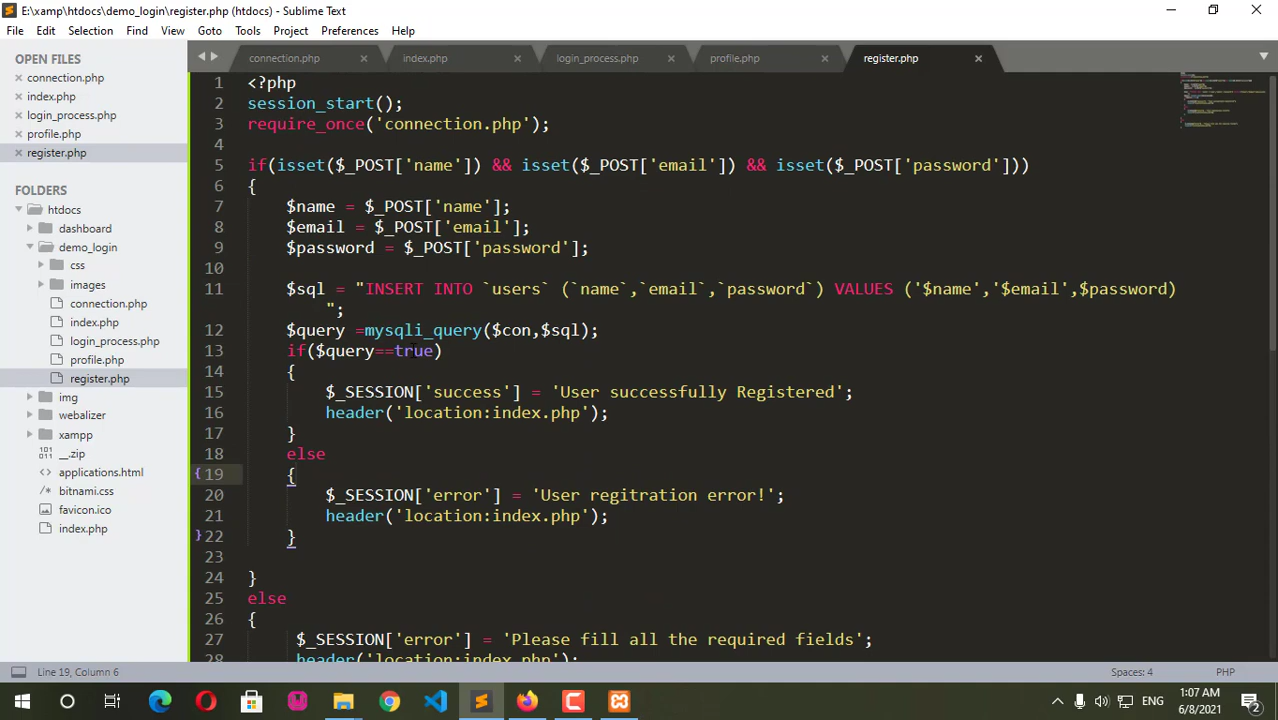 E:\xamp\htdocs\demo_login\register.php (htdocs) - Sublime Text
File Edit Selection Find View Goto Tools Project Preferences Help
OPEN FILES
connection.php
index.php
login_process.php
profile.php
register.php
FOLDERS
htdocs
dashboard
demo_login
css
images
connection.php
index.php
login_process.php
profile.php
register.php
img
webalizer
xampp
__.zip
applications.html
bitnami.css
favicon.ico
index.php
connection.php index.php login_process.php profile.php register.php
1 <?php
2 session_start();
3 require_once('connection.php');
4
5 if(isset($_POST['name']) && isset($_POST['email']) && isset($_POST['password']))
6 {
7 $name = $_POST['name'];
8 $email = $_POST['email'];
9 $password = $_POST['password'];
10
11 $sql = "INSERT INTO `users` (`name`,`email`,`password`) VALUES ('$name','$email',$password)
";
12 $query =mysqli_query($con,$sql);
13 if($query==true)
14 {
15 $_SESSION['success'] = 'User successfully Registered';
16 header('location:index.php');
17 }
18 else
19 {
20 $_SESSION['error'] = 'User regitration error!';
21 header('location:index.php');
22 }
23
24 }
25 else
26 {
27 $_SESSION['error'] = 'Please fill all the required fields';
28 header('location:index.php');
Line 19, Column 6 Spaces: 4 PHP
ENG 1:07 AM
6/8/2021 2